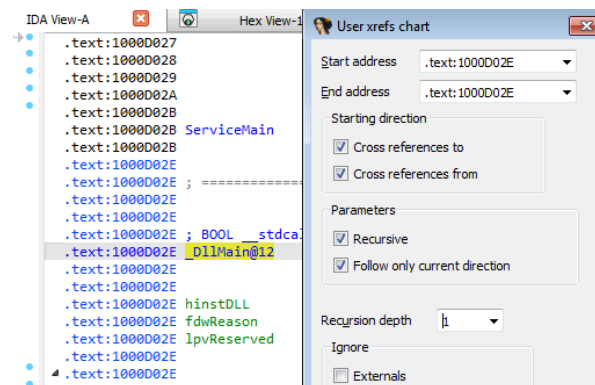 IDA View-A
Hex View-1
.text:1000D027
.text:1000D028
.text:1000D029
.text:1000D02A
.text:1000D02B
.text:1000D02B ServiceMain
.text:1000D02B
.text:1000D02E
.text:1000D02E ; =============
.text:1000D02E
.text:1000D02E
.text:1000D02E ; BOOL __stdcal
.text:1000D02E _DllMain@12
.text:1000D02E
.text:1000D02E
.text:1000D02E hinstDLL
.text:1000D02E fdwReason
.text:1000D02E lpvReserved
.text:1000D02E
.text:1000D02E
User xrefs chart
Start address .text:1000D02E
End address .text:1000D02E
Starting direction
Cross references to
Cross references from
Parameters
Recursive
Follow only current direction
Recursion depth 1
Ignore
Externals